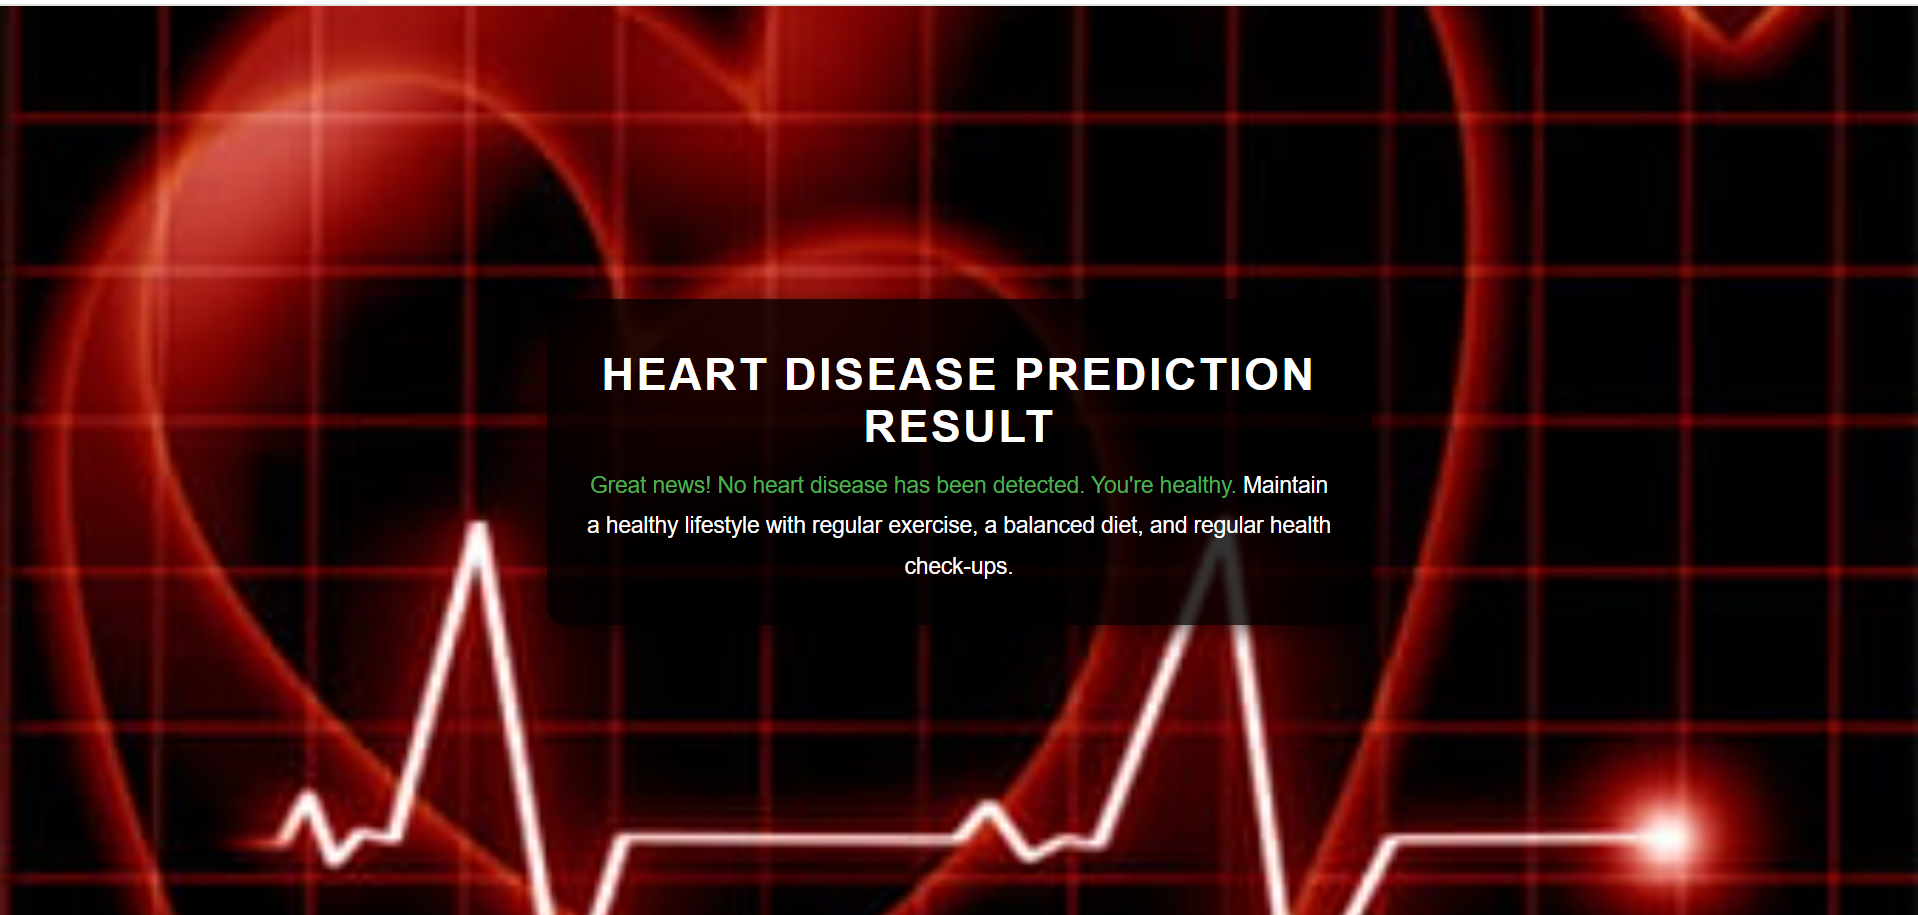 HEART DISEASE PREDICTION
RESULT
Great news! No heart disease has been detected. You're healthy. Maintain
a healthy lifestyle with regular exercise, a balanced diet, and regular health
check-ups.